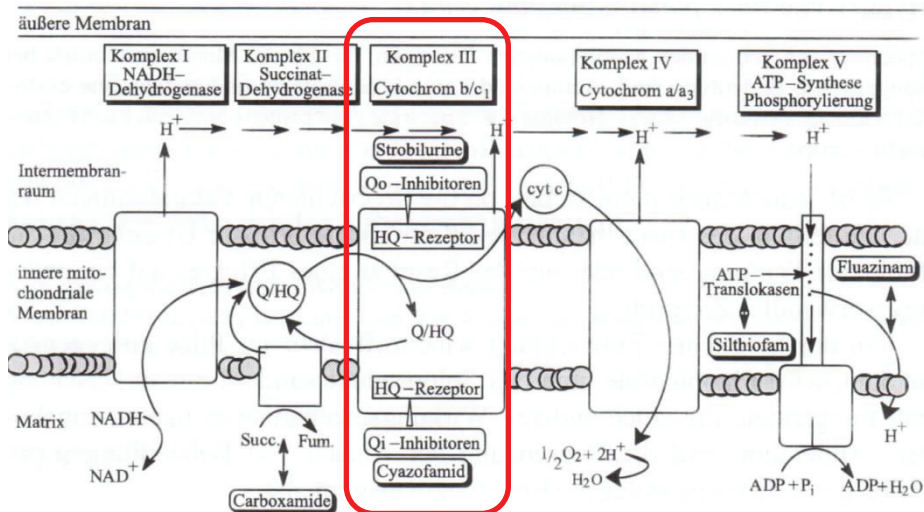 äußere Membran
Komplex I
NADH–
Dehydrogenase
Komplex II
Succinat–
Dehydrogenase
Komplex III
Cytochrom b/c1
Komplex IV
Cytochrom a/a3
Komplex V
ATP–Synthese
Phosphorylierung
H+
H
H+
H+
Strobilurine
Qo–Inhibitoren
HQ–Rezeptor
Intermembran-
raum
cyt c
innere mito-
chondriale
Membran
Q/HQ
Q/HQ
ATP–
Translokasen
Fluazinam
Silthiofam
HQ–Rezeptor
Qi–Inhibitoren
Cyazofamid
Matrix
NADH
NAD+
Succ.
Fum.
Carboxamide
1/2O2 + 2H+
H2O
ADP+Pi
ADP+H2O
H+